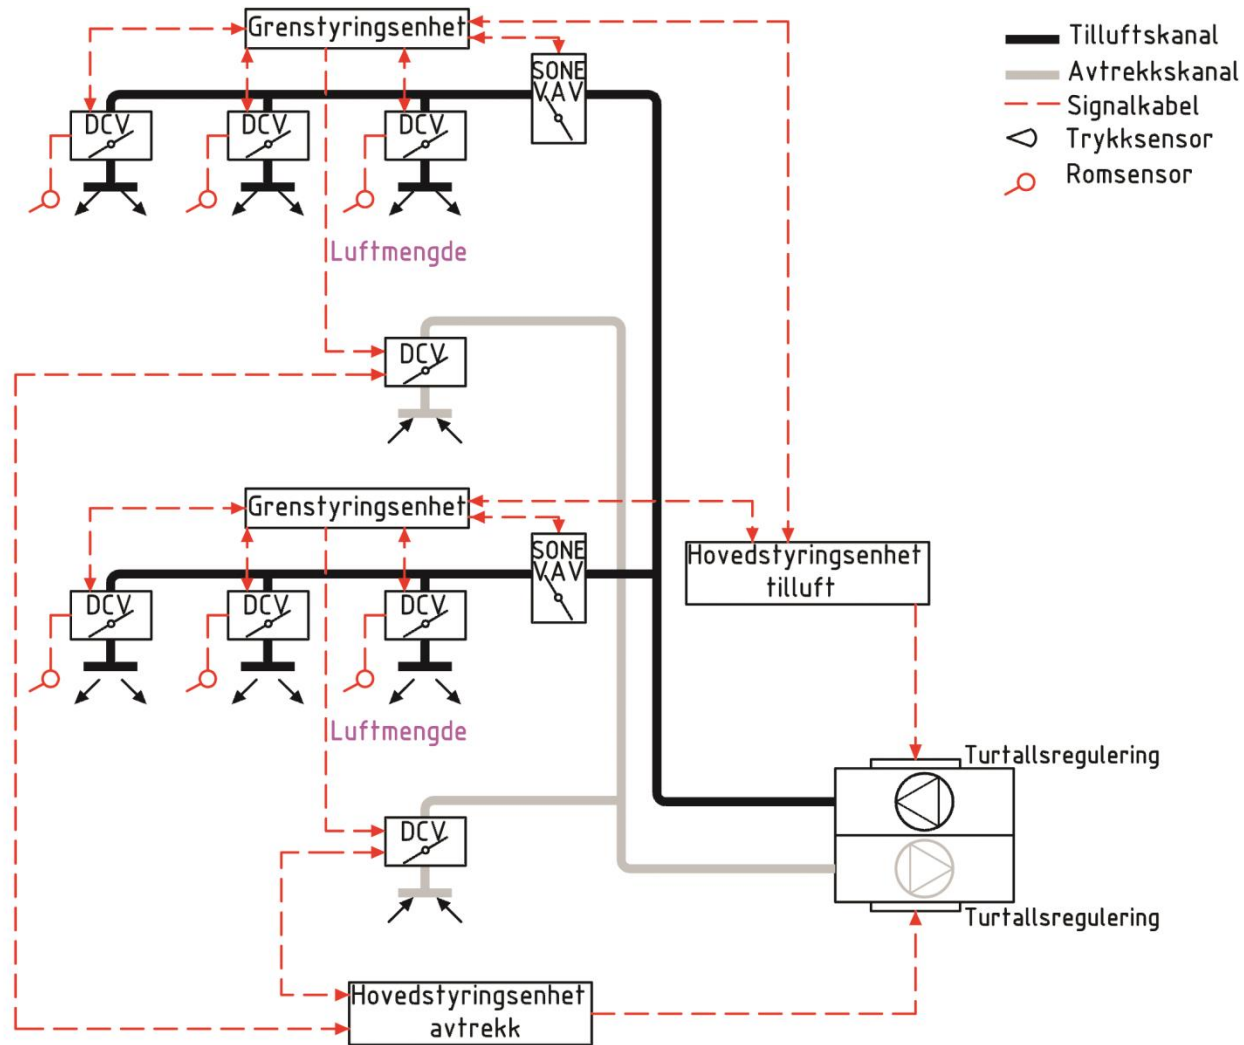 Grenstyringsenhet
SONE
VAV
DCV
DCV
DCV
Tilluftskanal
Avtrekkskanal
Signalkabel
Trykksensor
Romsensor
Luftmengde
DCV
Grenstyringsenhet
SONE
VAV
DCV
DCV
DCV
Hovedstyringsenhet
tilluft
Luftmengde
Turtallsregulering
DCV
Turtallsregulering
Hovedstyringsenhet
avtrekk